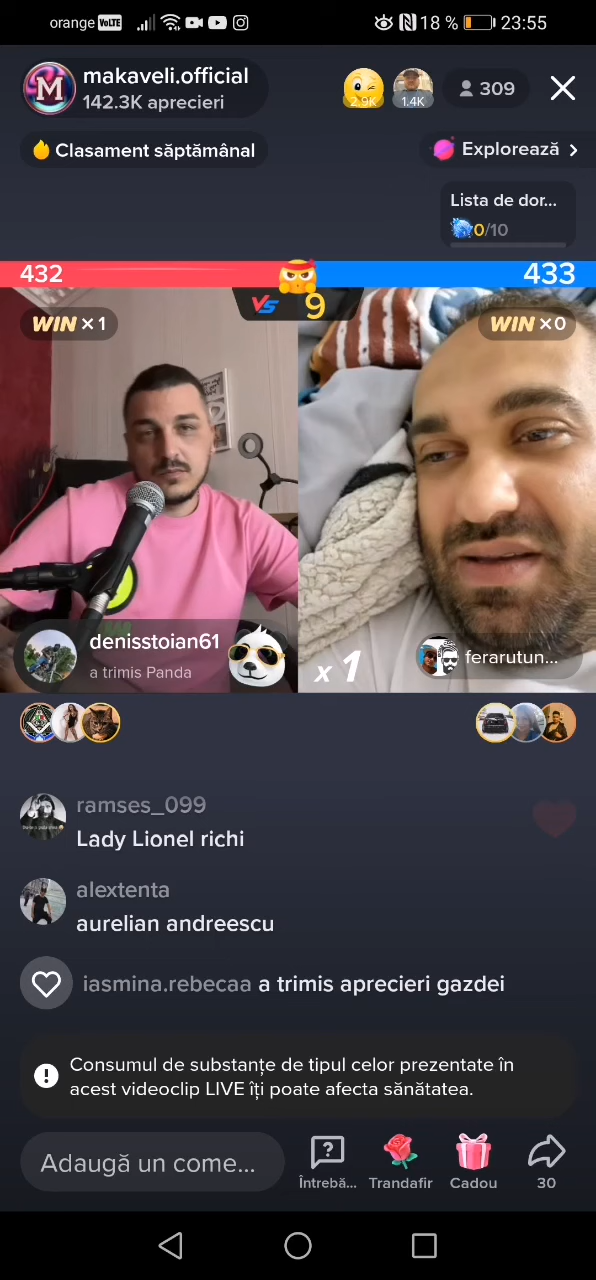 orange VoLTE 18 % 23:55
makaveli.official
142.3K aprecieri
2.9K 1.4K 309
Clasament săptămânal Explorează
Lista de dor...
0/10
432 433
WIN x 1 VS 9 WIN x 0
denisstoian61
a trimis Panda x 1 ferarutun...
ramses_099
Lady Lionel richi
alextenta
aurelian andreescu
iasmina.rebecaa a trimis aprecieri gazdei
Consumul de substanțe de tipul celor prezentate în
acest videoclip LIVE îți poate afecta sănătatea.
Adaugă un come...
Întrebă... Trandafir Cadou 30